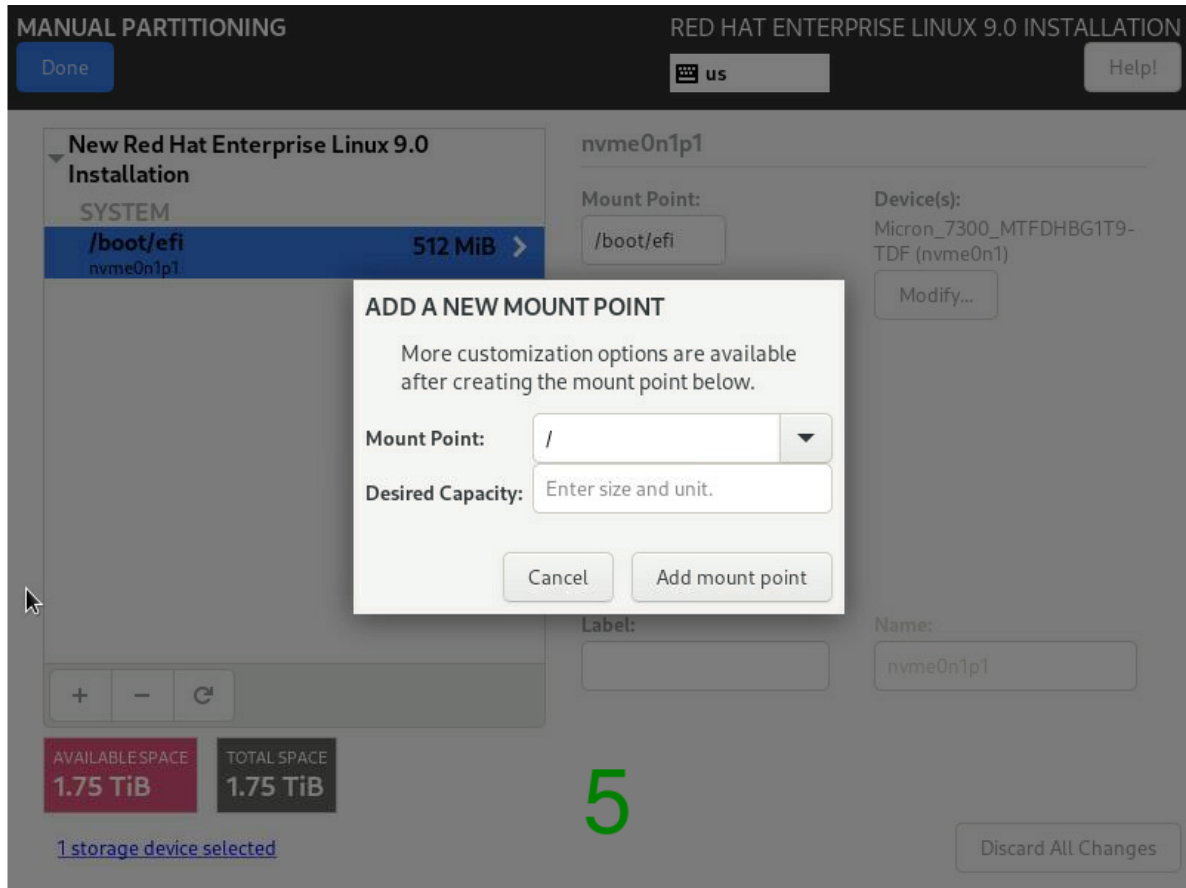 MANUAL PARTITIONING
RED HAT ENTERPRISE LINUX 9.0 INSTALLATION
Done
us
Help!
New Red Hat Enterprise Linux 9.0
Installation
SYSTEM
/boot/efi
512 MiB
nvme0n1p1
nvme0n1p1
Mount Point:
/boot/efi
Device(s):
Micron_7300_MTFDHBG1T9-
TDF (nvme0n1)
Modify...
ADD A NEW MOUNT POINT
More customization options are available
after creating the mount point below.
Mount Point:
/
Desired Capacity:
Enter size and unit.
Cancel
Add mount point
Label:
Name:
nvme0n1p1
AVAILABLE SPACE
1.75 TiB
TOTAL SPACE
1.75 TiB
5
1 storage device selected
Discard All Changes